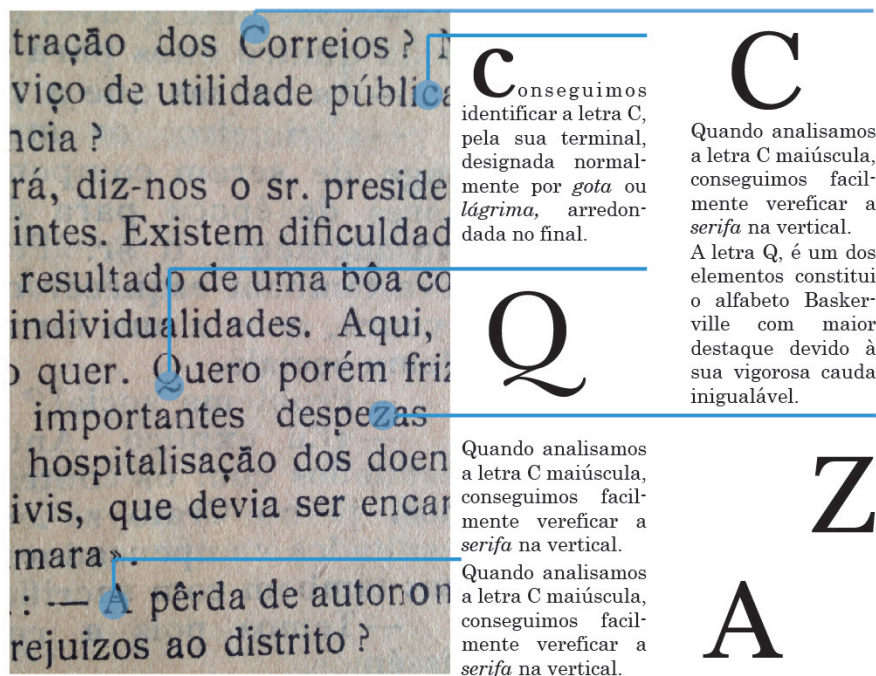 tração dos Correios ?
viço de utilidade pública
ncia ?
rá, diz-nos o sr. preside
intes. Existem dificuldad
resultado de uma bôa co
individualidades. Aqui,
o quer. Quero porém friz
importantes despezas
hospitalisação dos doen
ivis, que devia ser encar
mara».
.: — A pêrda de autonon
rejuizos ao distrito ?
Conseguimos
identificar a letra C,
pela sua terminal,
designada normal-
mente por gota ou
lágrima, arredon-
dada no final.
Q
Quando analisamos
a letra C maiúscula,
conseguimos facil-
mente vereficar a
serifa na vertical.
Quando analisamos
a letra C maiúscula,
conseguimos facil-
mente vereficar a
serifa na vertical.
C
Quando analisamos
a letra C maiúscula,
conseguimos facil-
mente vereficar a
serifa na vertical.
A letra Q, é um dos
elementos constitui
o alfabeto Basker-
ville com maior
destaque devido à
sua vigorosa cauda
inigualável.
Z
A